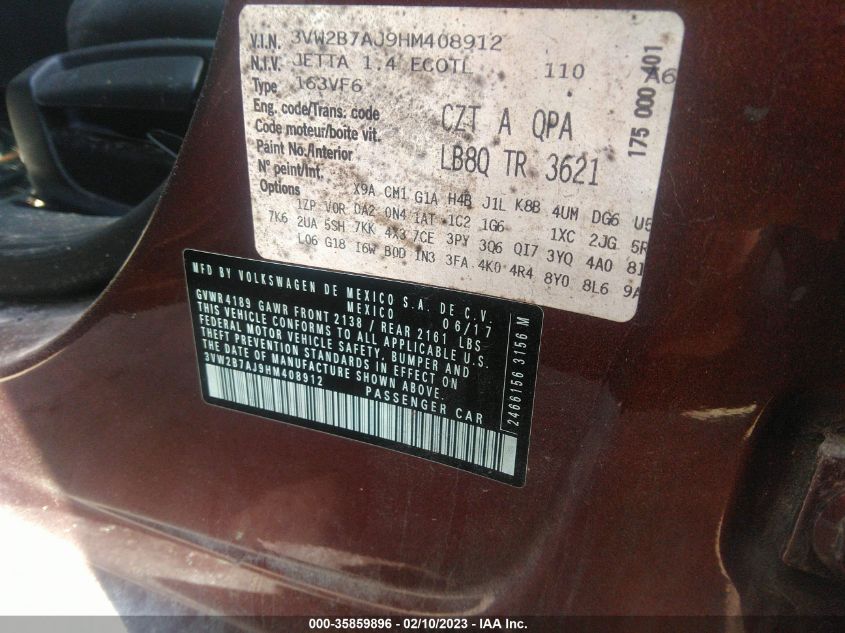 V.I.N. 3VW2B7AJ9HM408912
N.I.V. JETTA 1.4 ECOTL 110 A6
Type 163VF6
Eng. code/Trans. code CZT A QPA
Code moteur/boite vit.
Paint No./Interior LB8Q TR 3621
N° peint/int.
Options X9A CM1 G1A H4B J1L K8B 4UM DG6
1ZP V0R DA2 0N4 1AT 1C2 1G6 1XC 2JG 5R
7K6 2UA 5SH 7KK 4X3 7CE 3PY 3Q6 QI7 3YQ 4A0 8I
L06 G18 I6W B0D IN3 3FA 4K0 4R4 8Y0 8L6 9A
175 000 401
MFD BY VOLKSWAGEN DE MEXICO S.A. DE C.V.
MEXICO 06/17
GVWR4189 GAWR FRONT 2138 / REAR 2161 LBS
THIS VEHICLE CONFORMS TO ALL APPLICABLE U.S.
FEDERAL MOTOR VEHICLE SAFETY, BUMPER AND
THEFT PREVENTION STANDARDS IN EFFECT ON
THE DATE OF MANUFACTURE SHOWN ABOVE.
3VW2B7AJ9HM408912 PASSENGER CAR
2466156 3156 M
000-35859896 - 02/10/2023 - IAA Inc.